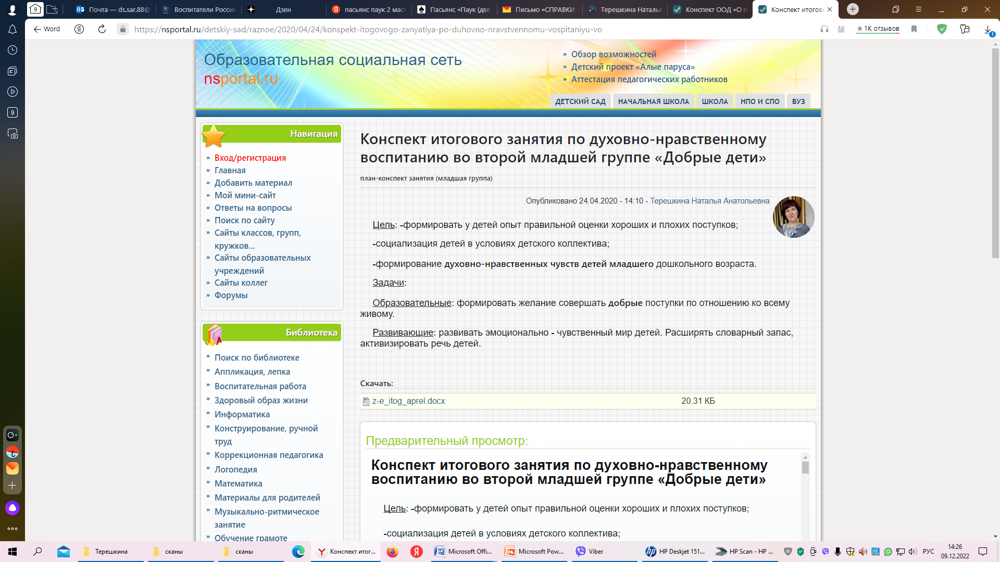 Почта — ds.sar.88@
Воспитатели России
Дзен
пасьянс паук 2 маст
Пасьянс «Паук (две
Письмо «СПРАВКИ
Терешкина Наталья
Конспект ООД «О п
Конспект итогово
Word
https://nsportal.ru/detskiy-sad/raznoe/2020/04/24/konspekt-itogovogo-zanyatiya-po-duhovno-nravstvennomu-vospitaniyu-vo
1К отзывов
Образовательная социальная сеть
nsportal.ru
Обзор возможностей
Детский проект «Алые паруса»
Аттестация педагогических работников
ДЕТСКИЙ САД
НАЧАЛЬНАЯ ШКОЛА
ШКОЛА
НПО И СПО
ВУЗ
Навигация
Вход/регистрация
Главная
Добавить материал
Мой мини-сайт
Ответы на вопросы
Поиск по сайту
Сайты классов, групп,
кружков...
Сайты образовательных
учреждений
Сайты коллег
Форумы
Библиотека
Поиск по библиотеке
Аппликация, лепка
Воспитательная работа
Здоровый образ жизни
Информатика
Конструирование, ручной
труд
Коррекционная педагогика
Логопедия
Математика
Материалы для родителей
Музыкально-ритмическое
занятие
Обучение грамоте
Конспект итогового занятия по духовно-нравственному
воспитанию во второй младшей группе «Добрые дети»
план-конспект занятия (младшая группа)
Опубликовано 24.04.2020 - 14:10 - Терешкина Наталья Анатольевна
Цель: -формировать у детей опыт правильной оценки хороших и плохих поступков;
-социализация детей в условиях детского коллектива;
-формирование духовно-нравственных чувств детей младшего дошкольного возраста.
Задачи:
Образовательные: формировать желание совершать добрые поступки по отношению ко всему
живому.
Развивающие: развивать эмоционально - чувственный мир детей. Расширять словарный запас,
активизировать речь детей.
Скачать:
z-e_itog_aprel.docx 20.31 КБ
Предварительный просмотр:
Конспект итогового занятия по духовно-нравственному
воспитанию во второй младшей группе «Добрые дети»
Цель: -формировать у детей опыт правильной оценки хороших и плохих поступков;
-социализация детей в условиях детского коллектива;
Терешкина
сканы
сканы
Конспект итог...
Microsoft Offi...
Microsoft Pow...
Viber
HP Deskjet 151...
HP Scan - HP ...
РУС
14:26
09.12.2022